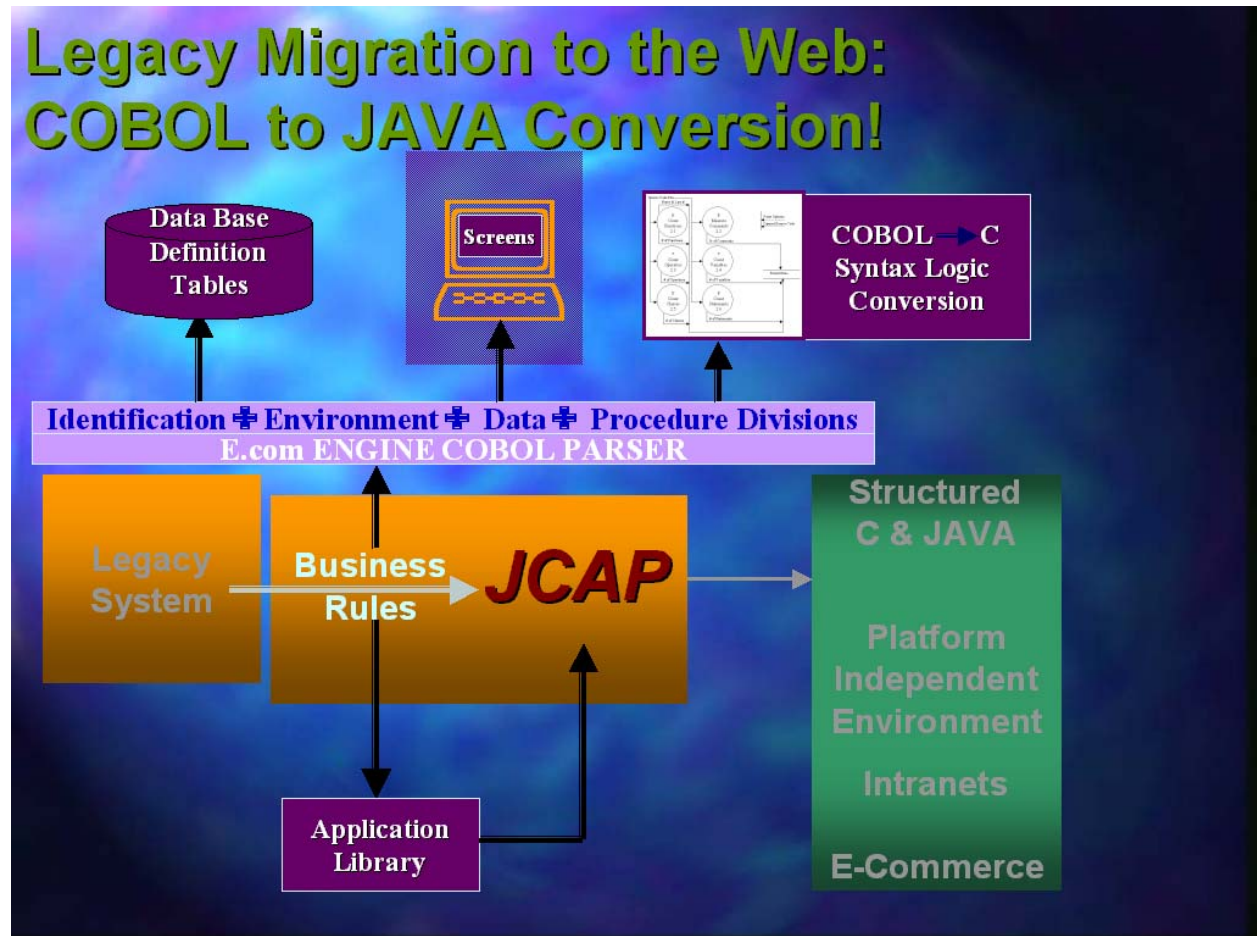 Legacy Migration to the Web:
COBOL to JAVA Conversion!
Data Base
Definition
Tables
Screens
COBOL → C
Syntax Logic
Conversion
Identification ✙ Environment ✙ Data ✙ Procedure Divisions
E.com ENGINE COBOL PARSER
Legacy
System
Business
Rules
JCAP
Structured
C & JAVA
Platform
Independent
Environment
Intranets
E-Commerce
Application
Library